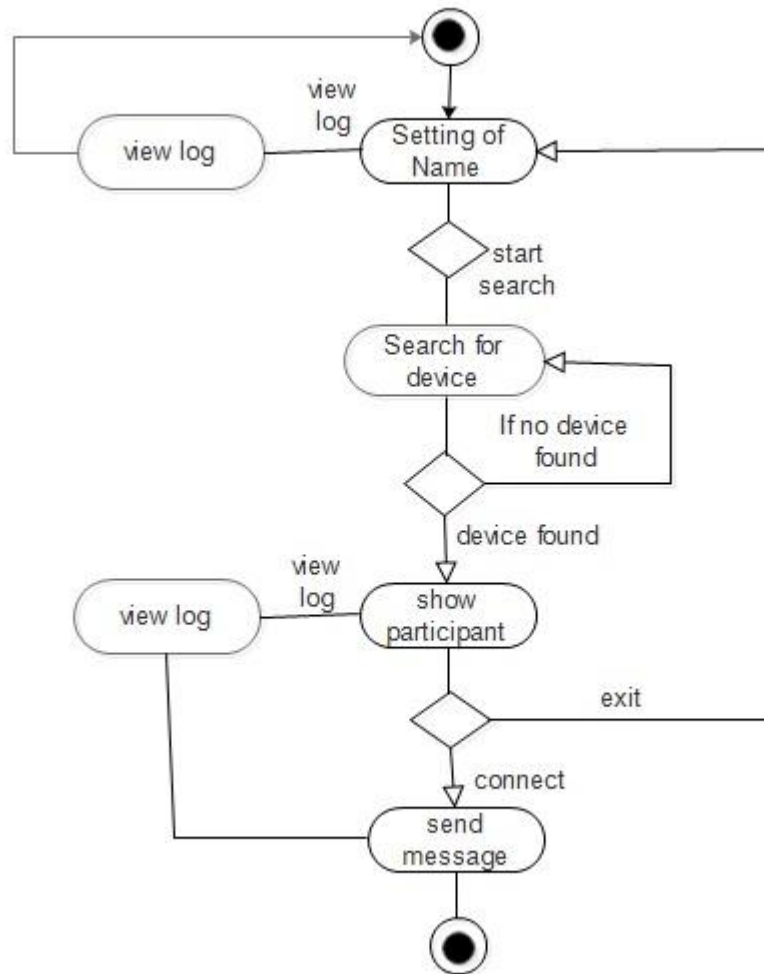 view
log
view log
Setting of
Name
start
search
Search for
device
If no device
found
device found
view
log
view log
show
participant
exit
connect
send
message